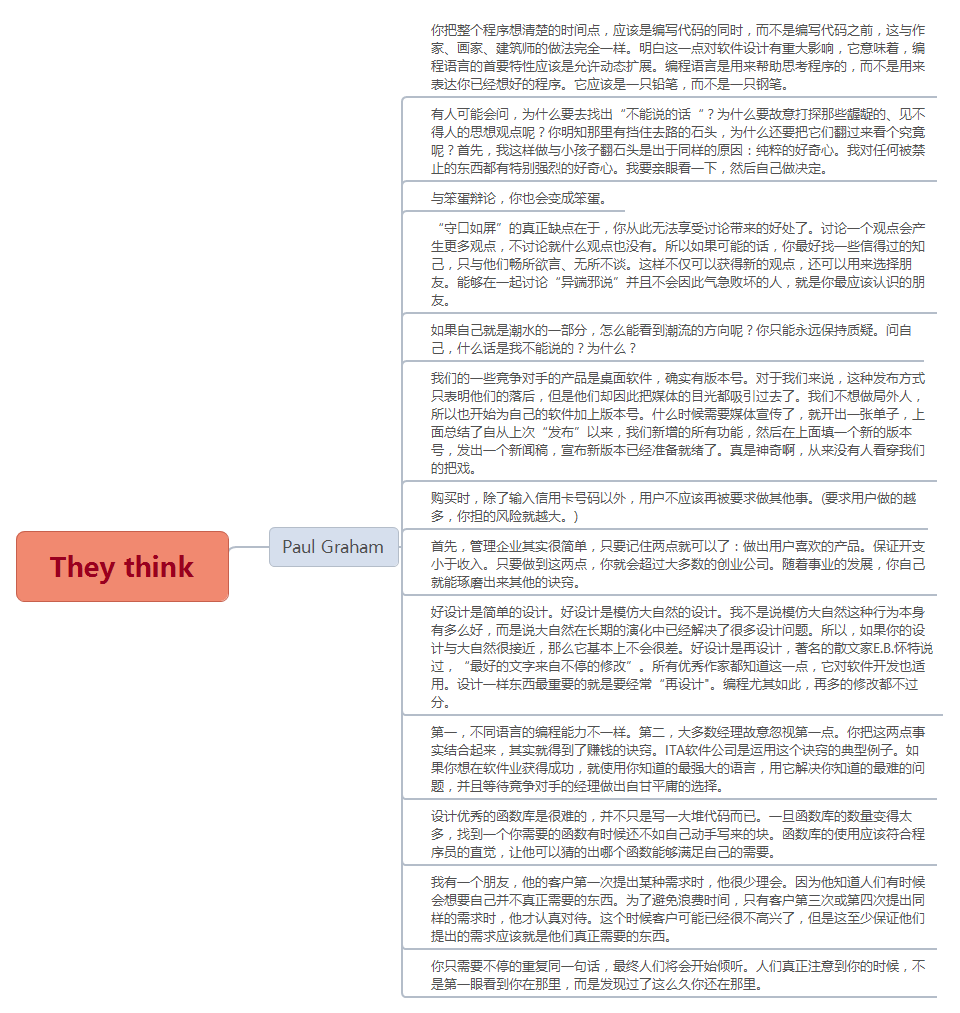 你把整个程序想清楚的时间点，应该是编写代码的同时，而不是编写代码之前，这与作
家、画家、建筑师的做法完全一样。明白这一点对软件设计有重大影响，它意味着，编
程语言的首要特性应该是允许动态扩展。编程语言是用来帮助思考程序的，而不是用来
表达你已经想好的程序。它应该是一只铅笔，而不是一只钢笔。
有人可能会问，为什么要去找出“不能说的话“？为什么要故意打探那些龌龊的、见不
得人的思想观点呢？你明知那里有挡住去路的石头，为什么还要把它们翻过来看个究竟
呢？首先，我这样做与小孩子翻石头是出于同样的原因：纯粹的好奇心。我对任何被禁
止的东西都有特别强烈的好奇心。我要亲眼看一下，然后自己做决定。
与笨蛋辩论，你也会变成笨蛋。
“守口如屏”的真正缺点在于，你从此无法享受讨论带来的好处了。讨论一个观点会产
生更多观点，不讨论就什么观点也没有。所以如果可能的话，你最好找一些信得过的知
己，只与他们畅所欲言、无所不谈。这样不仅可以获得新的观点，还可以用来选择朋
友。能够在一起讨论“异端邪说”并且不会因此气急败坏的人，就是你最应该认识的朋
友。
如果自己就是潮水的一部分，怎么能看到潮流的方向呢？你只能永远保持质疑。问自
己，什么话是我不能说的？为什么？
我们的一些竞争对手的产品是桌面软件，确实有版本号。对于我们来说，这种发布方式
只表明他们的落后，但是他们却因此把媒体的目光都吸引过去了。我们不想做局外人，
所以也开始为自己的软件加上版本号。什么时候需要媒体宣传了，就开出一张单子，上
面总结了自从上次“发布”以来，我们新增的所有功能，然后在上面填一个新的版本
号，发出一个新闻稿，宣布新版本已经准备就绪了。真是神奇啊，从来没有人看穿我们
的把戏。
购买时，除了输入信用卡号码以外，用户不应该再被要求做其他事。(要求用户做的越
多，你担的风险就越大。)
They think
Paul Graham
首先，管理企业其实很简单，只要记住两点就可以了：做出用户喜欢的产品。保证开支
小于收入。只要做到这两点，你就会超过大多数的创业公司。随着事业的发展，你自己
就能琢磨出来其他的诀窍。
好设计是简单的设计。好设计是模仿大自然的设计。我不是说模仿大自然这种行为本身
有多么好，而是说大自然在长期的演化中已经解决了很多设计问题。所以，如果你的设
计与大自然很接近，那么它基本上不会很差。好设计是再设计，著名的散文家E.B.怀特说
过，“最好的文字来自不停的修改”。所有优秀作家都知道这一点，它对软件开发也适
用。设计一样东西最重要的就是要经常“再设计"。编程尤其如此，再多的修改都不过
分。
第一，不同语言的编程能力不一样。第二，大多数经理故意忽视第一点。你把这两点事
实结合起来，其实就得到了赚钱的诀窍。ITA软件公司是运用这个诀窍的典型例子。如
果你想在软件业获得成功，就使用你知道的最强大的语言，用它解决你知道的最难的问
题，并且等待竞争对手的经理做出自甘平庸的选择。
设计优秀的函数库是很难的，并不只是写一大堆代码而已。一旦函数库的数量变得太
多，找到一个你需要的函数有时候还不如自己动手写来的块。函数库的使用应该符合程
序员的直觉，让他可以猜的出哪个函数能够满足自己的需要。
我有一个朋友，他的客户第一次提出某种需求时，他很少理会。因为他知道人们有时候
会想要自己并不真正需要的东西。为了避免浪费时间，只有客户第三次或第四次提出同
样的需求时，他才认真对待。这个时候客户可能已经很不高兴了，但是这至少保证他们
提出的需求应该就是他们真正需要的东西。
你只需要不停的重复同一句话，最终人们将会开始倾听。人们真正注意到你的时候，不
是第一眼看到你在那里，而是发现过了这么久你还在那里。